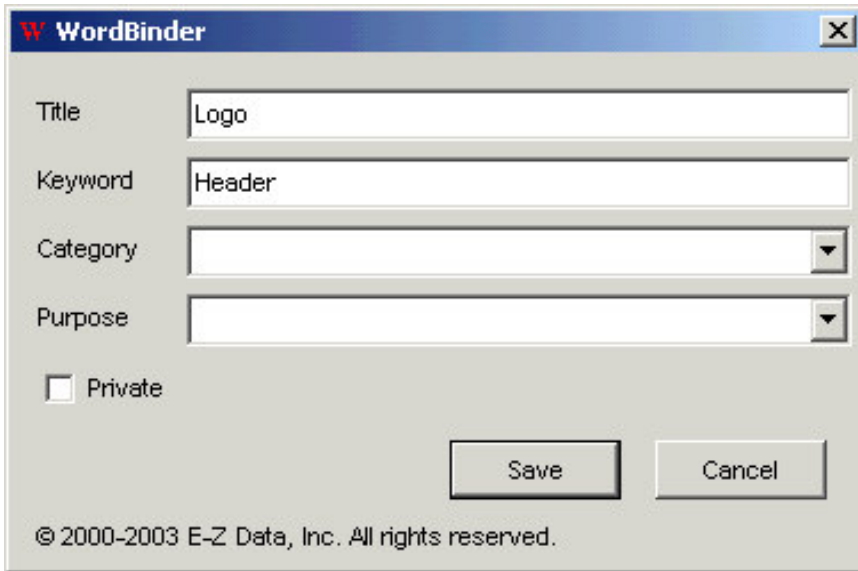 W WordBinder
Title Logo
Keyword Header
Category
Purpose
Private
Save Cancel
© 2000-2003 E-Z Data, Inc. All rights reserved.